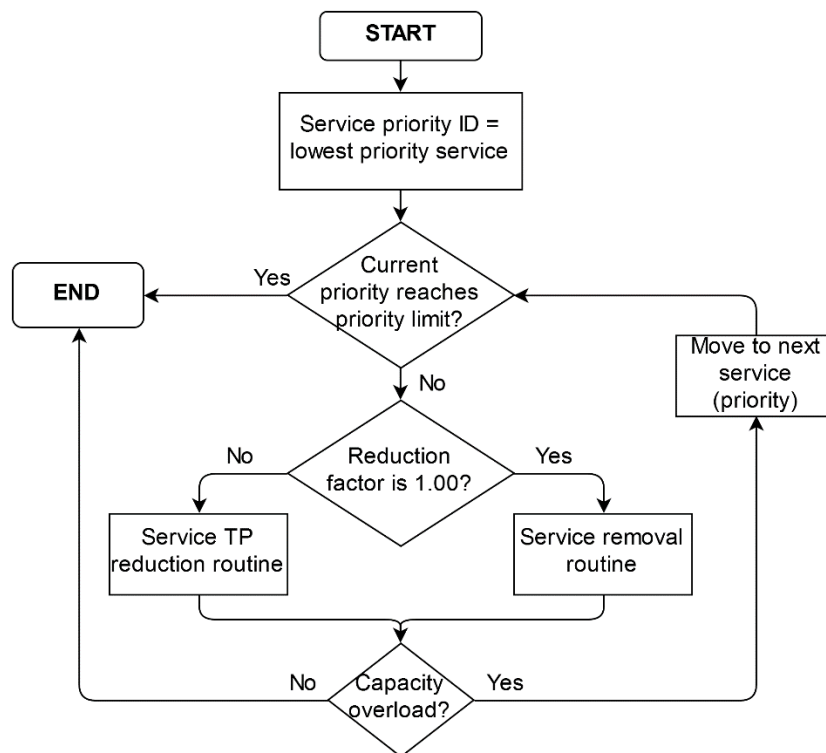 START
Service priority ID =
lowest priority service
Current
priority reaches
priority limit?
Yes
END
No
Move to next
service
(priority)
Reduction
factor is 1.00?
No
Yes
Service TP
reduction routine
Service removal
routine
Capacity
overload?
No
Yes